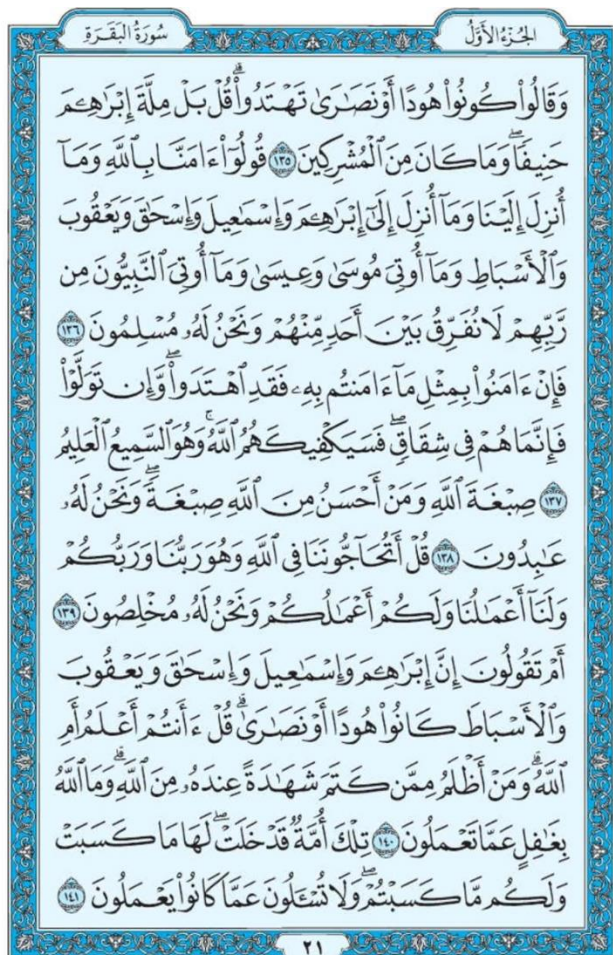 الجُزْءُ الأَوَّلُ
سُورَةُ البَقَرَةِ
وَقَالُوا۟ كُونُوا۟ هُودًا أَوْ نَصَٰرَىٰ تَهْتَدُوا۟ۗ قُلْ بَلْ مِلَّةَ إِبْرَٰهِـۧمَ
حَنِيفًاۖ وَمَا كَانَ مِنَ ٱلْمُشْرِكِينَ ١٣٥ قُولُوٓا۟ ءَامَنَّا بِٱللَّهِ وَمَآ
أُنزِلَ إِلَيْنَا وَمَآ أُنزِلَ إِلَىٰٓ إِبْرَٰهِـۧمَ وَإِسْمَٰعِيلَ وَإِسْحَٰقَ وَيَعْقُوبَ
وَٱلْأَسْبَاطِ وَمَآ أُوتِىَ مُوسَىٰ وَعِيسَىٰ وَمَآ أُوتِىَ ٱلنَّبِيُّونَ مِن
رَّبِّهِمْ لَا نُفَرِّقُ بَيْنَ أَحَدٍ مِّنْهُمْ وَنَحْنُ لَهُۥ مُسْلِمُونَ ١٣٦
فَإِنْ ءَامَنُوا۟ بِمِثْلِ مَآ ءَامَنتُم بِهِۦ فَقَدِ ٱهْتَدَوا۟ۖ وَّإِن تَوَلَّوْا۟
فَإِنَّمَا هُمْ فِى شِقَاقٍۖ فَسَيَكْفِيكَهُمُ ٱللَّهُۚ وَهُوَ ٱلسَّمِيعُ ٱلْعَلِيمُ
١٣٧ صِبْغَةَ ٱللَّهِ وَمَنْ أَحْسَنُ مِنَ ٱللَّهِ صِبْغَةًۖ وَنَحْنُ لَهُۥ
عَٰبِدُونَ ١٣٨ قُلْ أَتُحَآجُّونَنَا فِى ٱللَّهِ وَهُوَ رَبُّنَا وَرَبُّكُمْ
وَلَنَآ أَعْمَٰلُنَا وَلَكُمْ أَعْمَٰلُكُمْ وَنَحْنُ لَهُۥ مُخْلِصُونَ ١٣٩
أَمْ تَقُولُونَ إِنَّ إِبْرَٰهِـۧمَ وَإِسْمَٰعِيلَ وَإِسْحَٰقَ وَيَعْقُوبَ
وَٱلْأَسْبَاطَ كَانُوا۟ هُودًا أَوْ نَصَٰرَىٰۗ قُلْ ءَأَنتُمْ أَعْلَمُ أَمِ
ٱللَّهُۗ وَمَنْ أَظْلَمُ مِمَّن كَتَمَ شَهَٰدَةً عِندَهُۥ مِنَ ٱللَّهِۗ وَمَا ٱللَّهُ
بِغَٰفِلٍ عَمَّا تَعْمَلُونَ ١٤٠ تِلْكَ أُمَّةٌ قَدْ خَلَتْۖ لَهَا مَا كَسَبَتْ
وَلَكُم مَّا كَسَبْتُمْۖ وَلَا تُسْـَٔلُونَ عَمَّا كَانُوا۟ يَعْمَلُونَ ١٤١
٢١